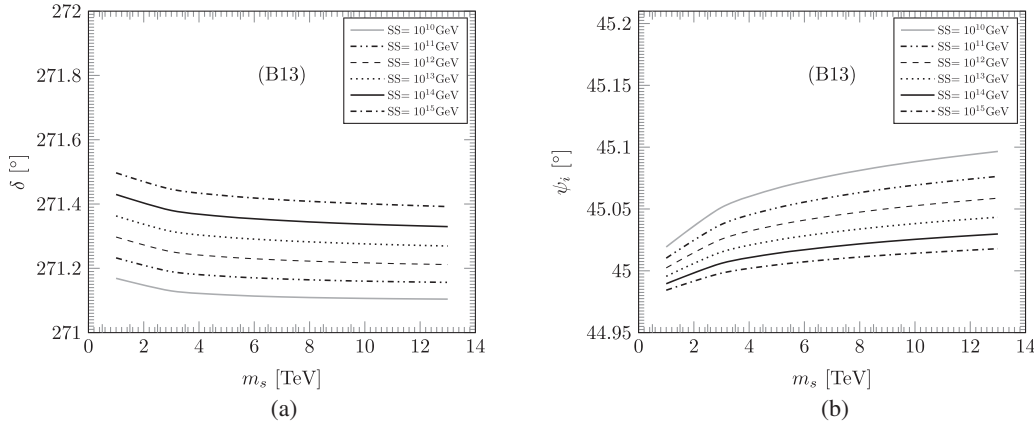 272
271.8
271.6
271.4
271.2
271
δ [°]
(B13)
SS= 10¹⁰GeV
SS= 10¹¹GeV
SS= 10¹²GeV
SS= 10¹³GeV
SS= 10¹⁴GeV
SS= 10¹⁵GeV
0 2 4 6 8 10 12 14
mₛ [TeV]
(a)
45.2
45.15
45.1
45.05
45
44.95
ψᵢ [°]
(B13)
SS= 10¹⁰GeV
SS= 10¹¹GeV
SS= 10¹²GeV
SS= 10¹³GeV
SS= 10¹⁴GeV
SS= 10¹⁵GeV
0 2 4 6 8 10 12 14
mₛ [TeV]
(b)